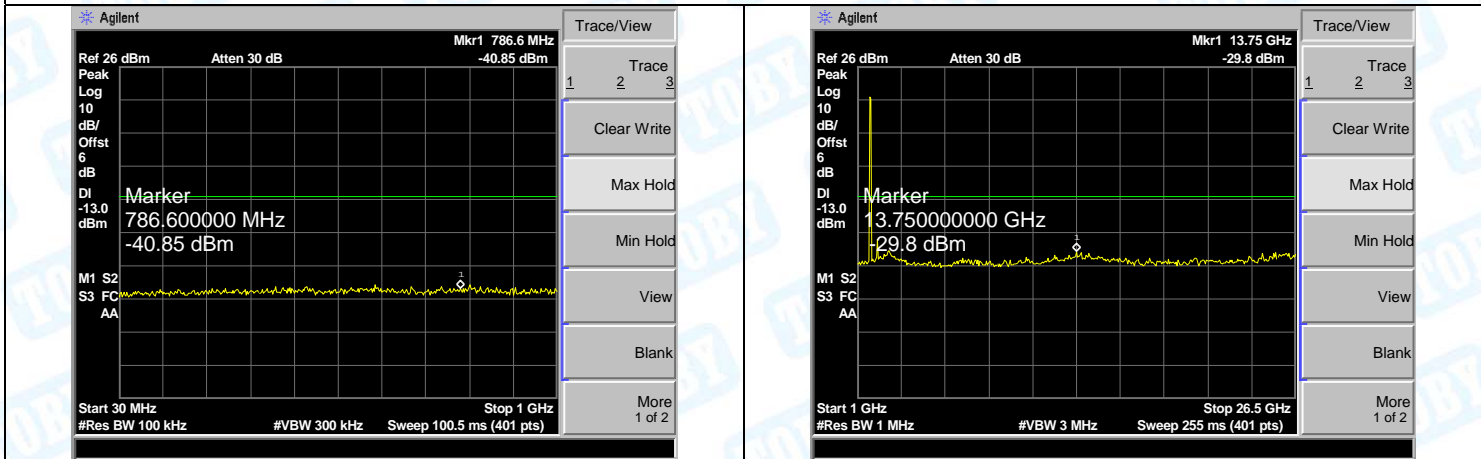 Agilent
Mkr1 786.6 MHz
Ref 26 dBm Atten 30 dB -40.85 dBm
Peak
Log
10
dB/
Offst
6
dB
DI
-13.0
dBm
Marker
786.600000 MHz
-40.85 dBm
1
M1 S2
S3 FC
AA
Start 30 MHz Stop 1 GHz
#Res BW 100 kHz #VBW 300 kHz Sweep 100.5 ms (401 pts)
Trace/View
Trace
1 2 3
Clear Write
Max Hold
Min Hold
View
Blank
More
1 of 2
Agilent
Mkr1 13.75 GHz
Ref 26 dBm Atten 30 dB -29.8 dBm
Peak
Log
10
dB/
Offst
6
dB
DI
-13.0
dBm
Marker
13.750000000 GHz
-29.8 dBm
1
M1 S2
S3 FC
AA
Start 1 GHz Stop 26.5 GHz
#Res BW 1 MHz #VBW 3 MHz Sweep 255 ms (401 pts)
Trace/View
Trace
1 2 3
Clear Write
Max Hold
Min Hold
View
Blank
More
1 of 2
TOBY